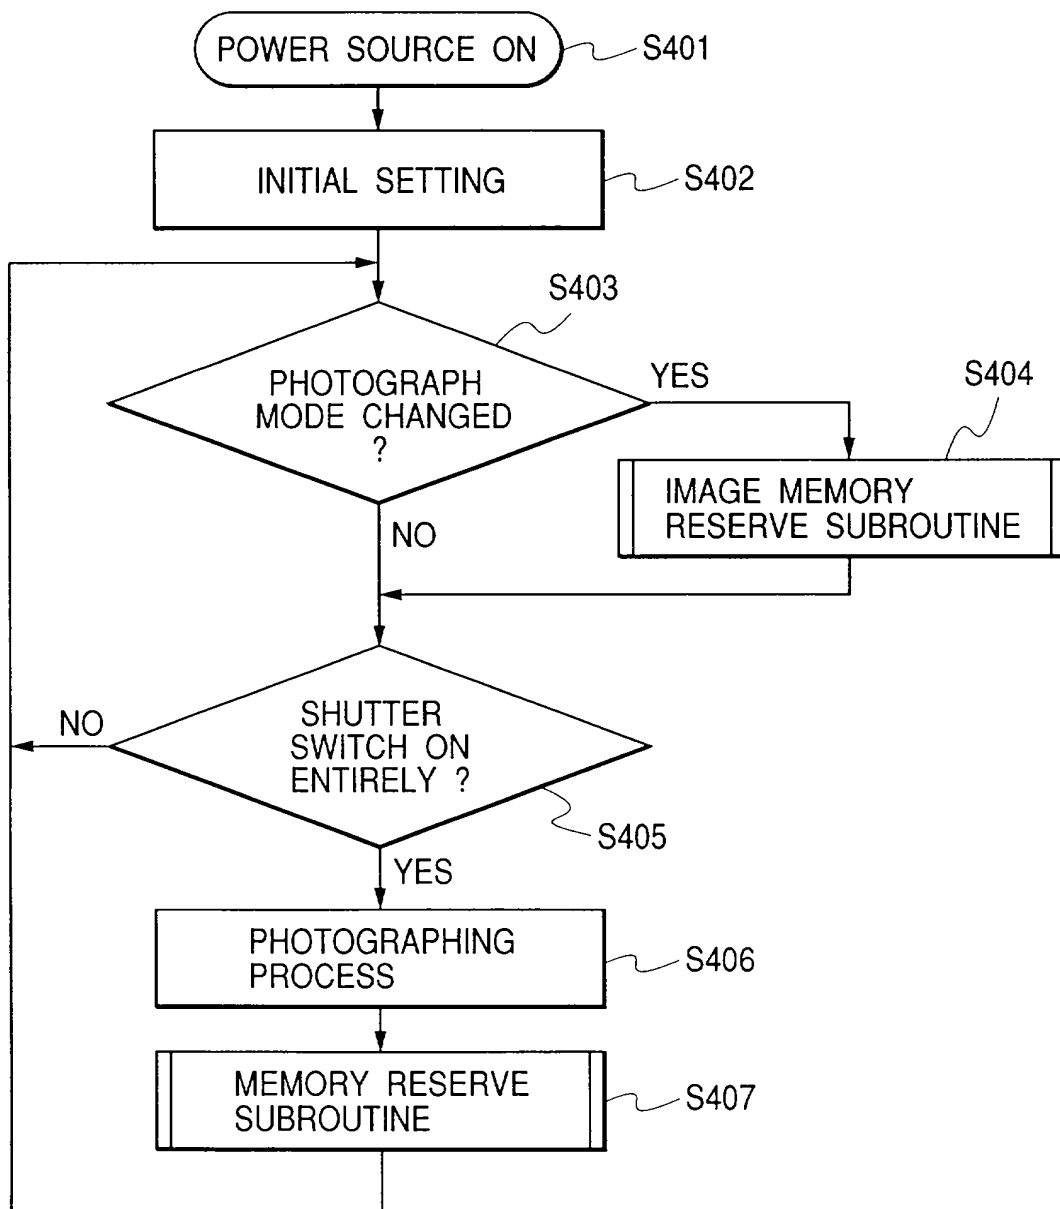 POWER SOURCE ON
S401
INITIAL SETTING
S402
S403
PHOTOGRAPH
MODE CHANGED
?
YES
S404
IMAGE MEMORY
RESERVE SUBROUTINE
NO
SHUTTER
SWITCH ON
ENTIRELY ?
NO
S405
YES
PHOTOGRAPHING
PROCESS
S406
MEMORY RESERVE
SUBROUTINE
S407